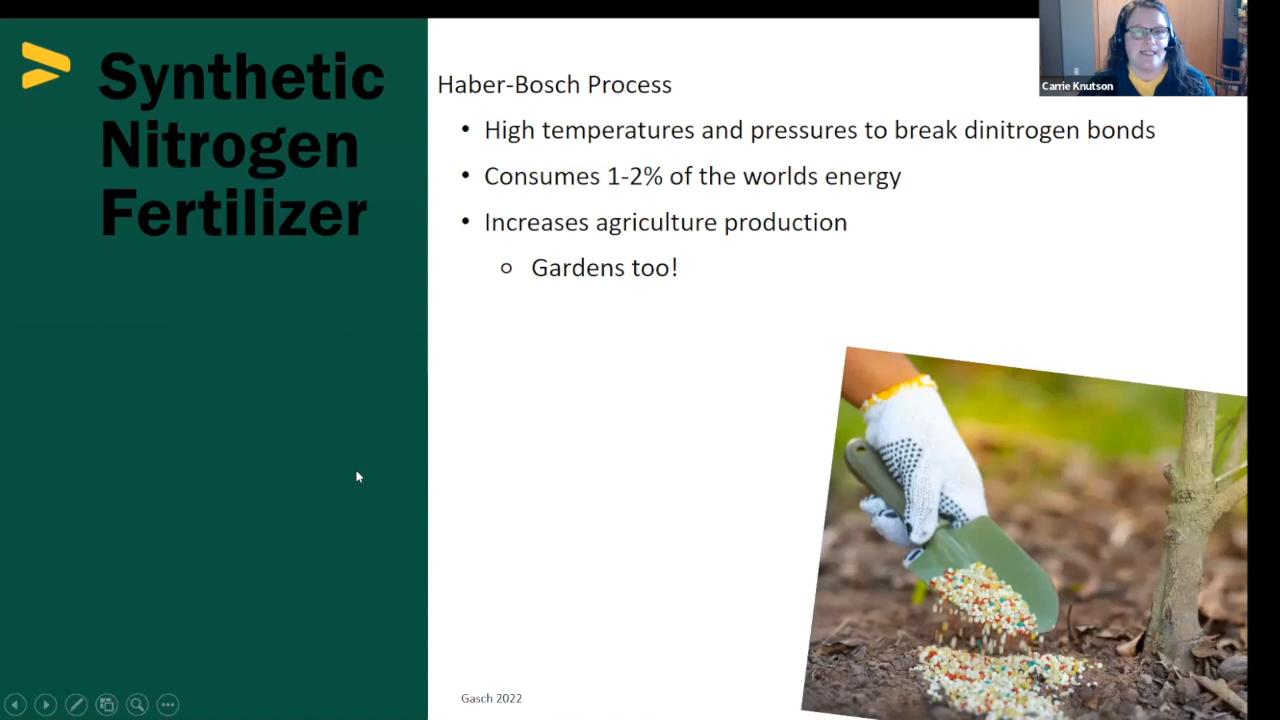 Synthetic
Nitrogen
Fertilizer
Haber-Bosch Process
• High temperatures and pressures to break dinitrogen bonds
• Consumes 1-2% of the worlds energy
• Increases agriculture production
o Gardens too!
Gasch 2022
Carrie Knutson